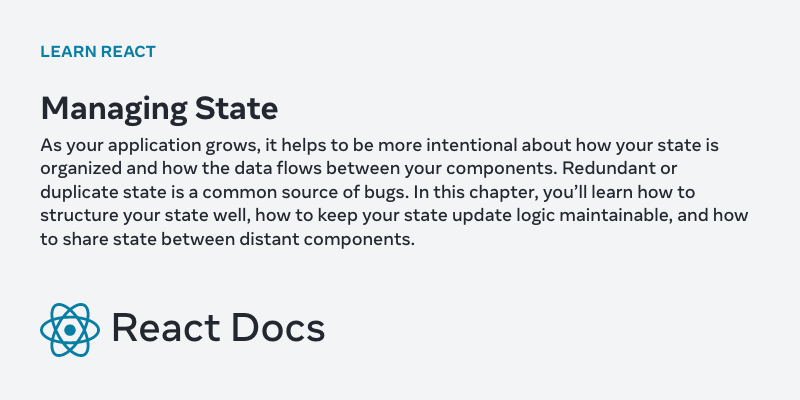 LEARN REACT
Managing State
As your application grows, it helps to be more intentional about how your state is
organized and how the data flows between your components. Redundant or
duplicate state is a common source of bugs. In this chapter, you’ll learn how to
structure your state well, how to keep your state update logic maintainable, and how
to share state between distant components.
React Docs